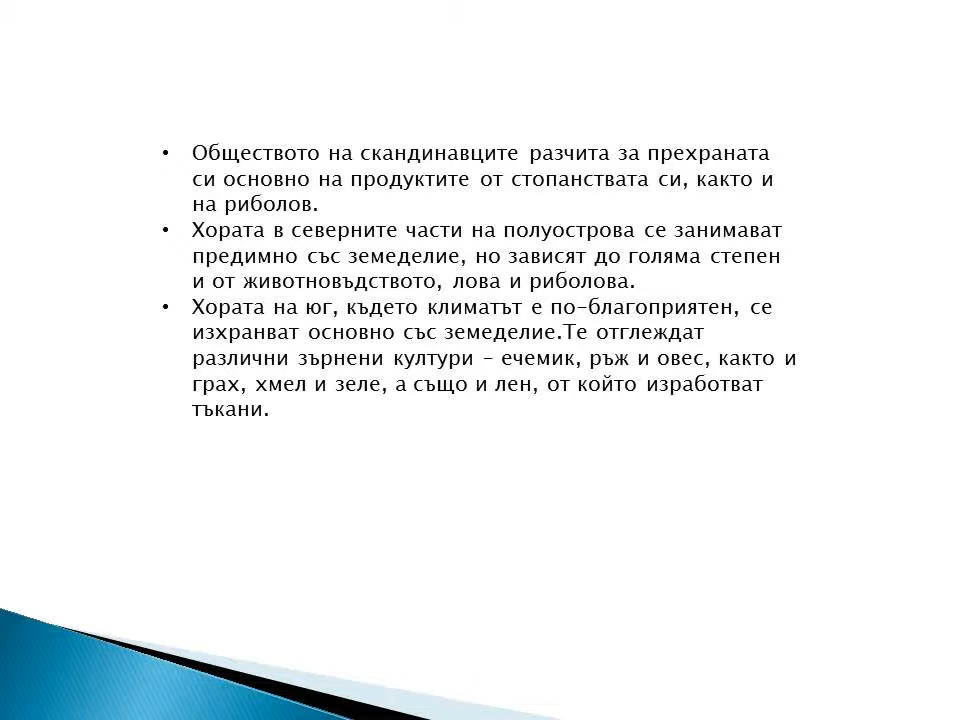 • Обществото на скандинавците разчита за прехраната
си основно на продуктите от стопанствата си, както и
на риболов.
• Хората в северните части на полуострова се занимават
предимно със земеделие, но зависят до голяма степен
и от животновъдството, лова и риболова.
• Хората на юг, където климатът е по-благоприятен, се
изхранват основно със земеделие.Те отглеждат
различни зърнени култури – ечемик, ръж и овес, както и
грах, хмел и зеле, а също и лен, от който изработват
тъкани.